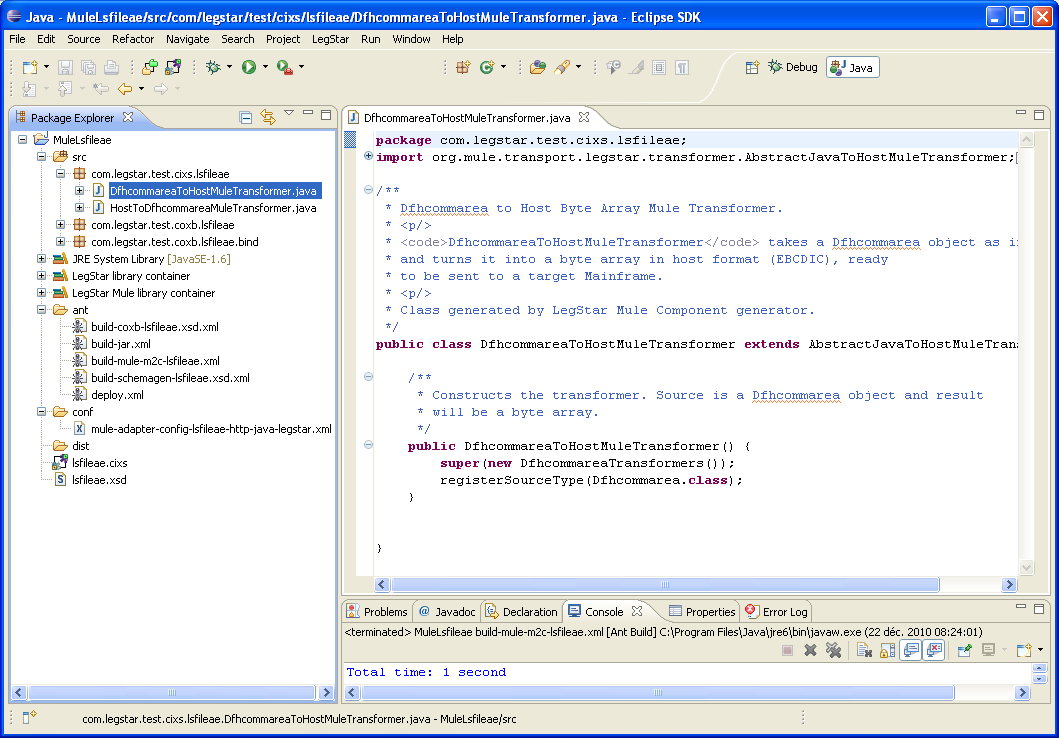 Java - MuleLsfileae/src/com/legstar/test/cixs/lsfileae/DfhcommareaToHostMuleTransformer.java - Eclipse SDK
File Edit Source Refactor Navigate Search Project LegStar Run Window Help
Debug Java
Package Explorer
MuleLsfileae
src
com.legstar.test.cixs.lsfileae
DfhcommareaToHostMuleTransformer.java
HostToDfhcommareaMuleTransformer.java
com.legstar.test.coxb.lsfileae
com.legstar.test.coxb.lsfileae.bind
JRE System Library [JavaSE-1.6]
LegStar library container
LegStar Mule library container
ant
build-coxb-lsfileae.xsd.xml
build-jar.xml
build-mule-m2c-lsfileae.xml
build-schemagen-lsfileae.xsd.xml
deploy.xml
conf
mule-adapter-config-lsfileae-http-java-legstar.xml
dist
lsfileae.cixs
lsfileae.xsd
DfhcommareaToHostMuleTransformer.java
package com.legstar.test.cixs.lsfileae;
import org.mule.transport.legstar.transformer.AbstractJavaToHostMuleTransformer;
/**
* Dfhcommarea to Host Byte Array Mule Transformer.
* <p/>
* <code>DfhcommareaToHostMuleTransformer</code> takes a Dfhcommarea object as in
* and turns it into a byte array in host format (EBCDIC), ready
* to be sent to a target Mainframe.
* <p/>
* Class generated by LegStar Mule Component generator.
*/
public class DfhcommareaToHostMuleTransformer extends AbstractJavaToHostMuleTran
/**
* Constructs the transformer. Source is a Dfhcommarea object and result
* will be a byte array.
*/
public DfhcommareaToHostMuleTransformer() {
super(new DfhcommareaTransformers());
registerSourceType(Dfhcommarea.class);
}
}
Problems @ Javadoc Declaration Console Properties Error Log
<terminated> MuleLsfileae build-mule-m2c-lsfileae.xml [Ant Build] C:\Program Files\Java\jre6\bin\javaw.exe (22 déc. 2010 08:24:01)
Total time: 1 second
com.legstar.test.cixs.lsfileae.DfhcommareaToHostMuleTransformer.java - MuleLsfileae/src